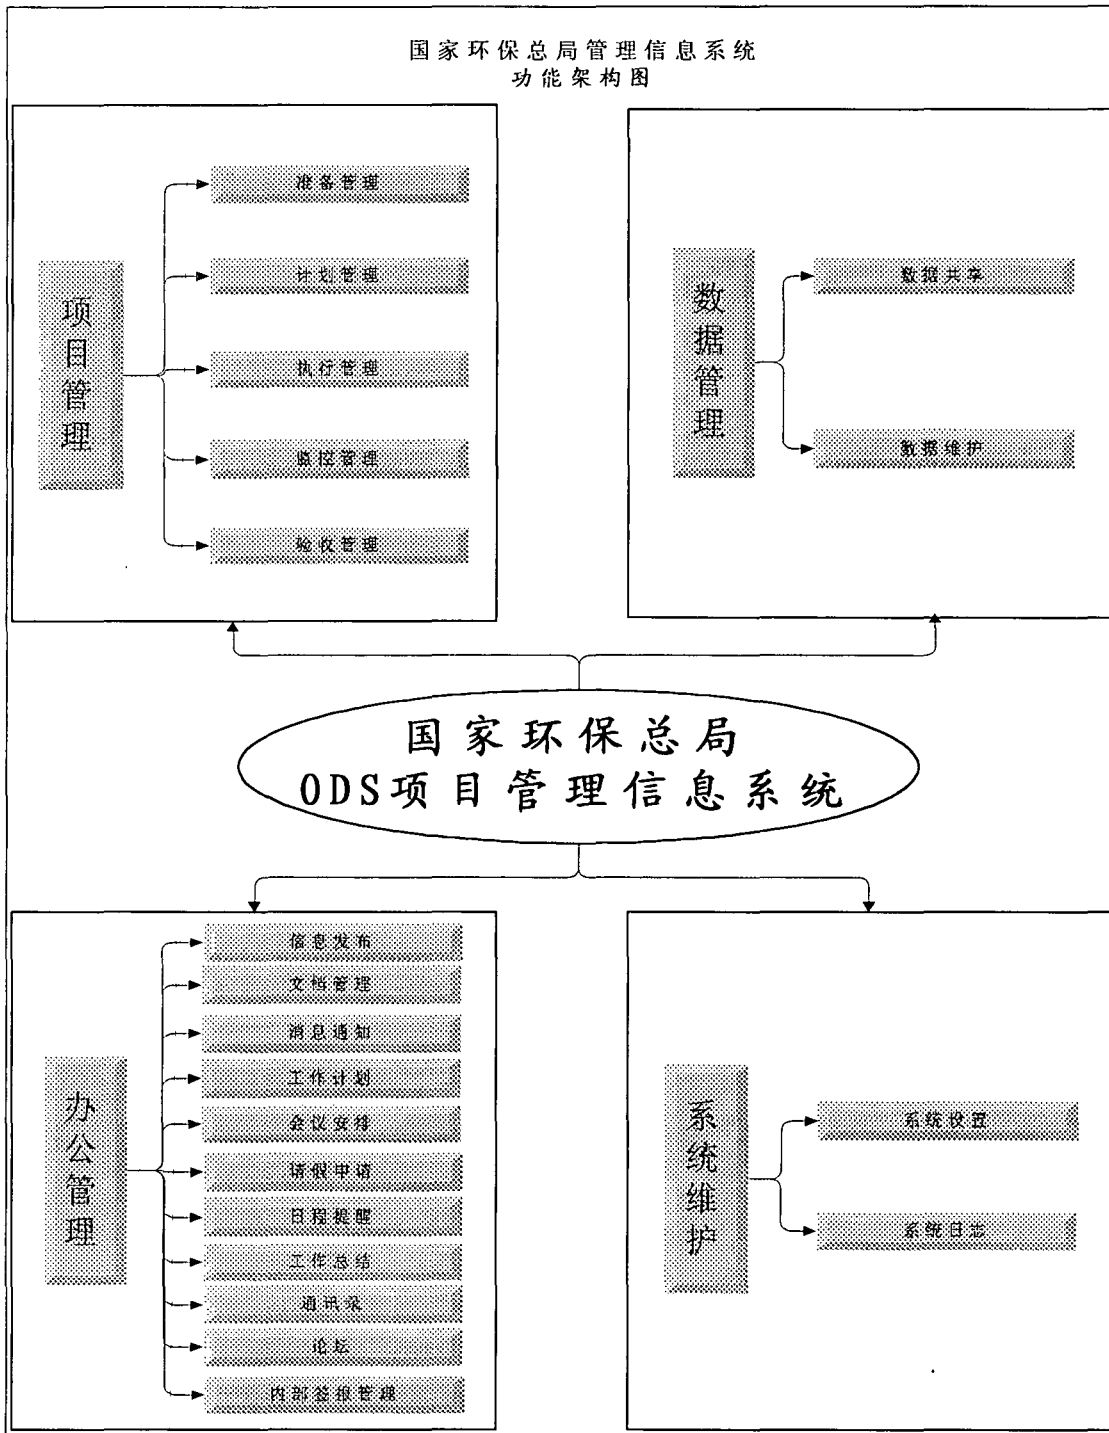 国家环保总局管理信息系统
功能架构图
项目管理
准备管理
计划管理
执行管理
监控管理
验收管理
数据管理
数据共享
数据维护
国家环保总局
ODS项目管理信息系统
办公管理
信息发布
文档管理
消息通知
工作计划
会议安排
请假申请
日程提醒
工作总结
通讯录
论坛
内部签报管理
系统维护
系统设置
系统日志